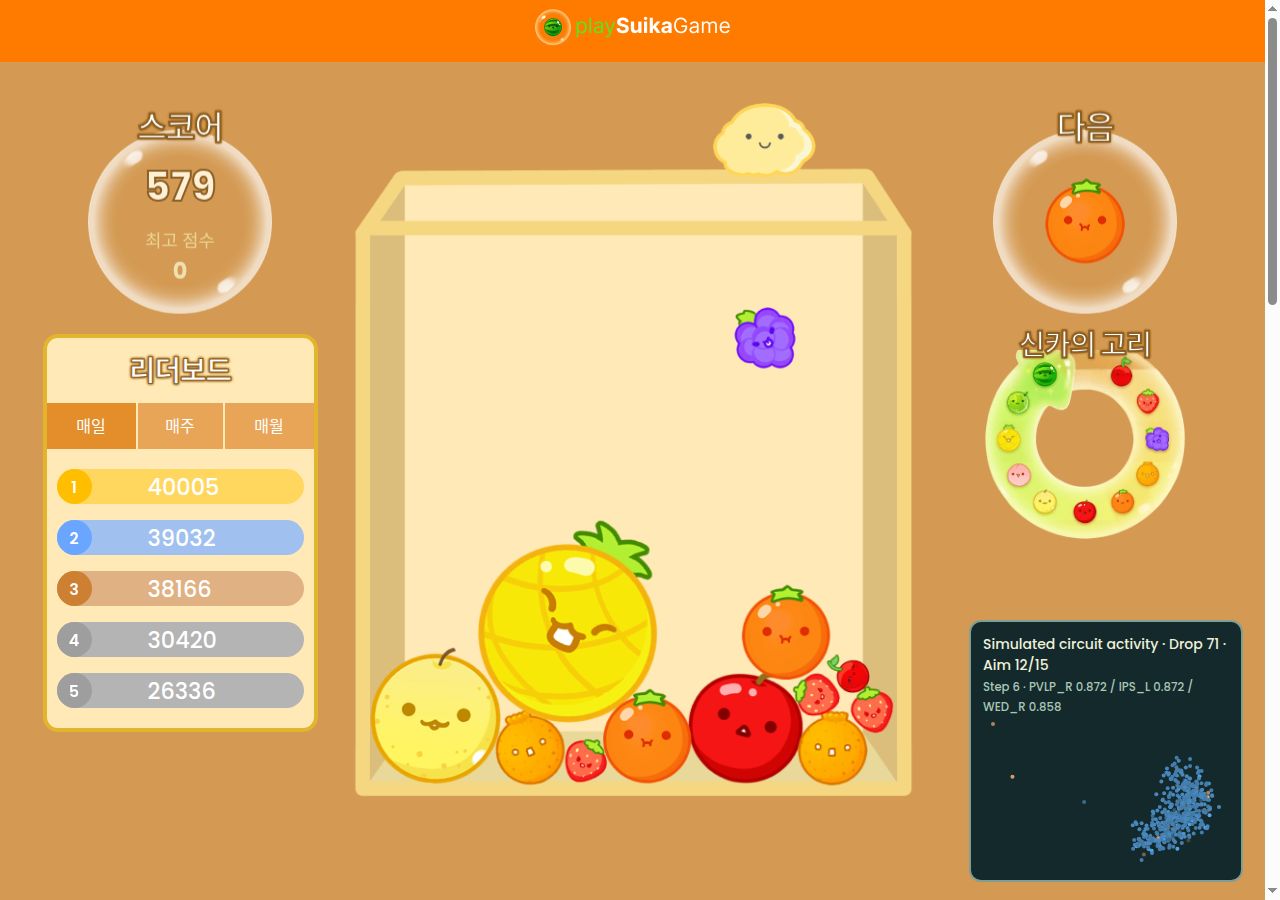 playSuikaGame
스코어
579
최고 점수
0
다음
신카의 고리
리더보드
매일 매주 매월
1 40005
2 39032
3 38166
4 30420
5 26336
Simulated circuit activity · Drop 71 ·
Aim 12/15
Step 6 · PVLP_R 0.872 / IPS_L 0.872 /
WED_R 0.858